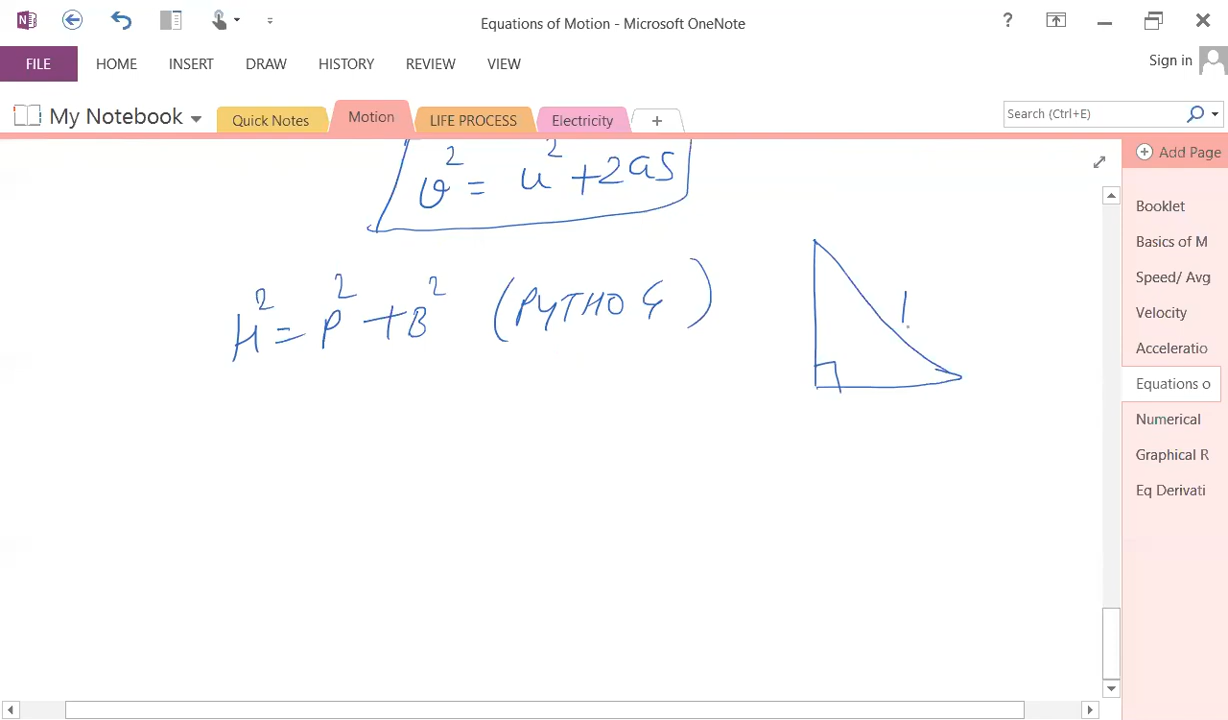 Equations of Motion - Microsoft OneNote
?
FILE HOME INSERT DRAW HISTORY REVIEW VIEW
Sign in
My Notebook
Quick Notes
Motion
LIFE PROCESS
Electricity
+
Search (Ctrl+E)
Add Page
Booklet
Basics of M
Speed/ Avg
Velocity
Acceleratio
Equations o
Numerical
Graphical R
Eq Derivati
v² = u² + 2aS
H² = P² + B² (PYTHOG )